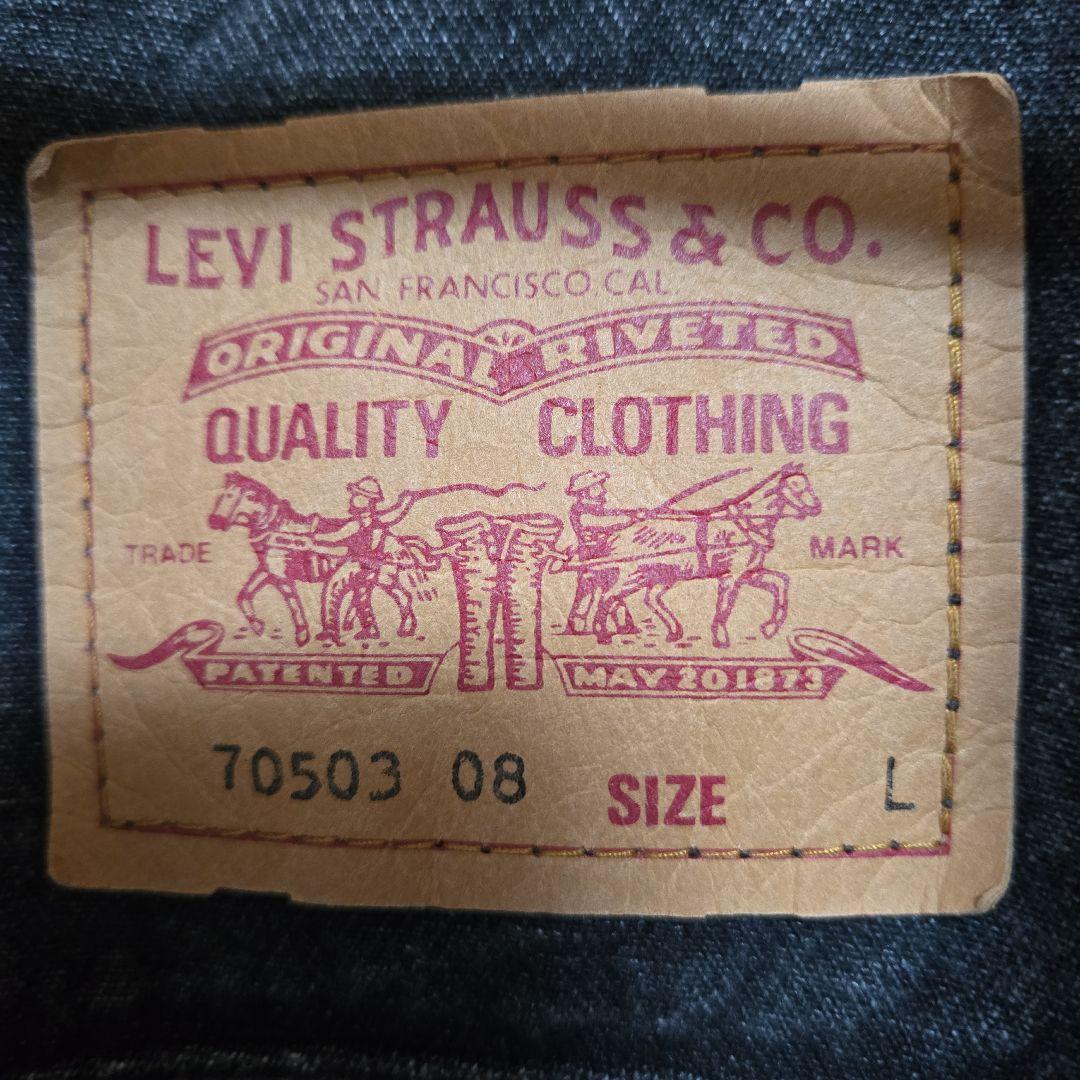 LEVI STRAUSS & CO.
SAN FRANCISCO CAL
ORIGINAL RIVETED
QUALITY CLOTHING
TRADE MARK
PATENTED MAY 20 1873
70503 08 SIZE L